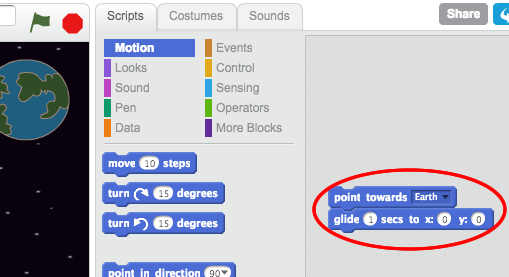 Scripts Costumes Sounds Share
Motion Events
Looks Control
Sound Sensing
Pen Operators
Data More Blocks
move 10 steps
turn 15 degrees
turn 15 degrees
point in direction 90
point towards Earth
glide 1 secs to x: 0 y: 0